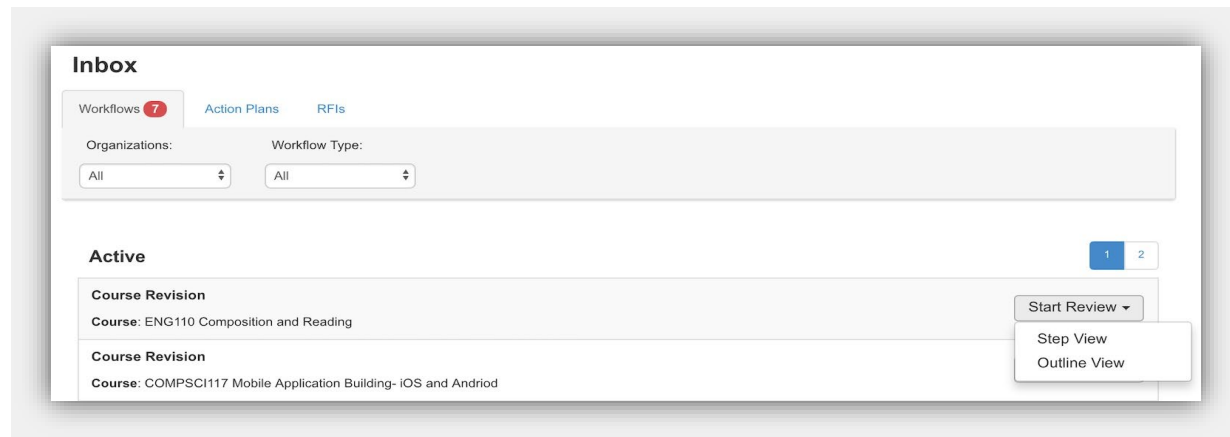 Inbox
Workflows 7 Action Plans RFIs
Organizations: Workflow Type:
All All
Active 1 2
Course Revision
Start Review
Course: ENG110 Composition and Reading
Step View
Course Revision
Outline View
Course: COMPSCI117 Mobile Application Building- iOS and Andriod